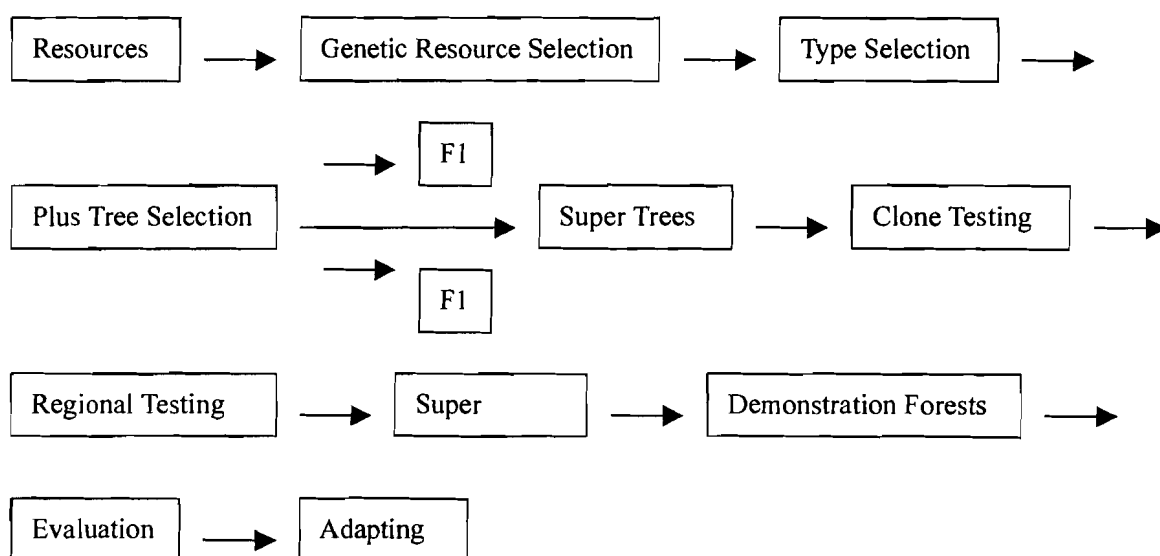 Resources
Genetic Resource Selection
Type Selection
F1
Plus Tree Selection
Super Trees
Clone Testing
F1
Regional Testing
Super
Demonstration Forests
Evaluation
Adapting